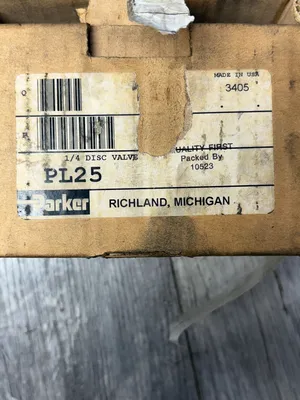 MADE IN USA
3405
1/4 DISC VALVE
UALITY FIRST
Packed By
10523
PL25
Parker
RICHLAND, MICHIGAN